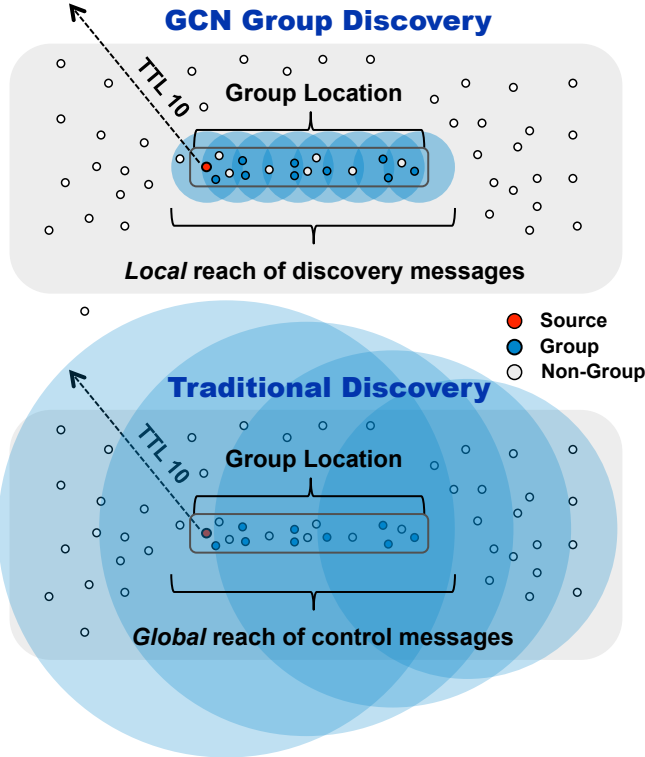 GCN Group Discovery
TTL 10
Group Location
Local reach of discovery messages
Source
Group
Non-Group
Traditional Discovery
TTL 10
Group Location
Global reach of control messages